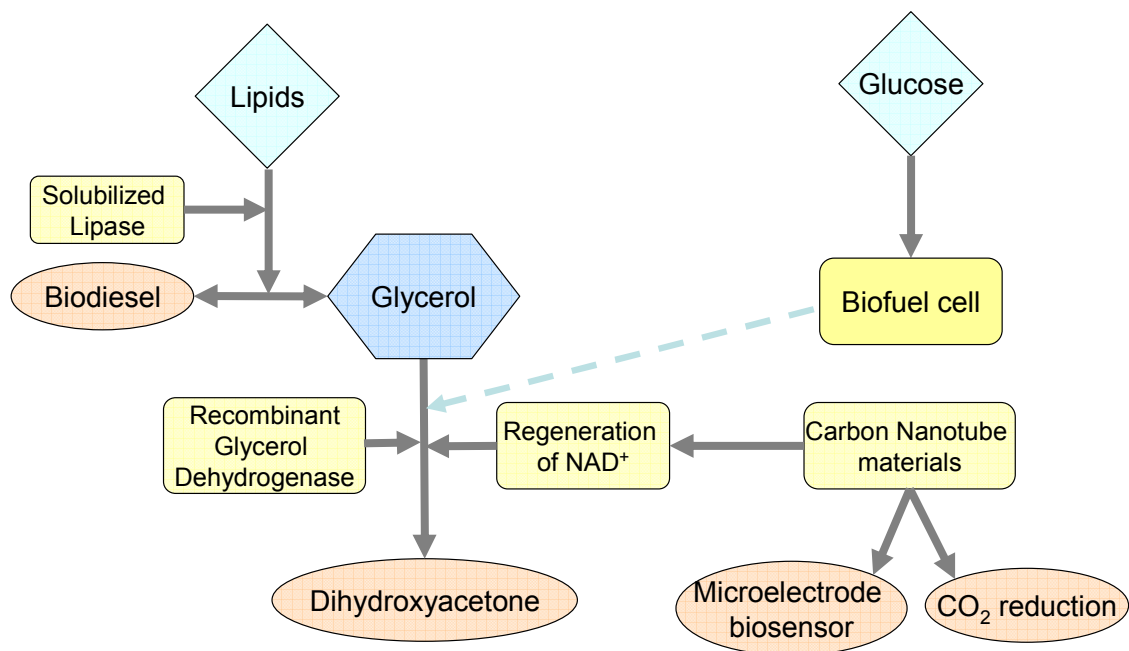 Lipids
Glucose
Solubilized
Lipase
Biodiesel
Glycerol
Biofuel cell
Recombinant
Glycerol
Dehydrogenase
Regeneration
of NAD⁺
Carbon Nanotube
materials
Dihydroxyacetone
Microelectrode
biosensor
CO₂ reduction